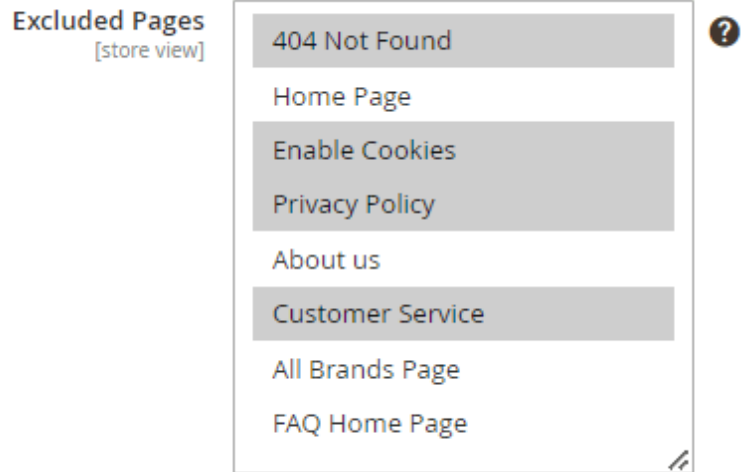 Excluded Pages
[store view]
404 Not Found
Home Page
Enable Cookies
Privacy Policy
About us
Customer Service
All Brands Page
FAQ Home Page
?